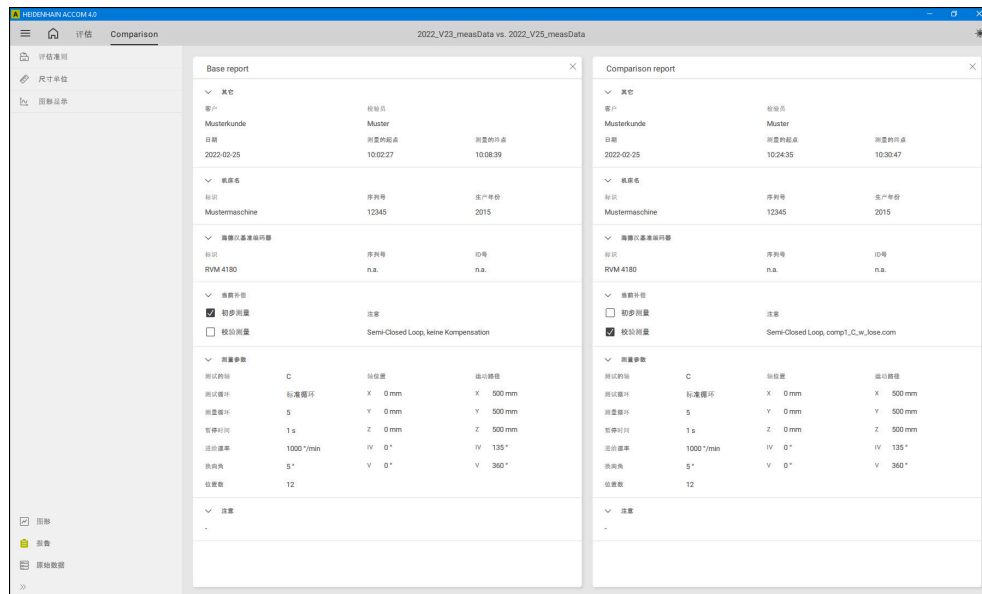 HEIDENHAIN ACCOM 4.0
评估 Comparison 2022_V23_measData vs. 2022_V25_measData
评估准则
尺寸单位
图形显示
图形
报告
原始数据
Base report
其它
客户 检验员
Musterkunde Muster
日期 测量的起点 测量的终点
2022-02-25 10:02:27 10:08:39
机床名
标识 序列号 生产年份
Mustermaschine 12345 2015
海德汉基准编码器
标识 序列号 ID号
RVM 4180 n.a. n.a.
当前补偿
初步测量 注意
校验测量 Semi-Closed Loop, keine Kompensation
测量参数
测试的轴 C 轴位置 运动路径
测试循环 标准循环 X 0 mm X 500 mm
测量循环 5 Y 0 mm Y 500 mm
暂停时间 1 s Z 0 mm Z 500 mm
进给速率 1000 °/min IV 0 ° IV 135 °
换向角 5 ° V 0 ° V 360 °
位置数 12
注意
-
Comparison report
其它
客户 检验员
Musterkunde Muster
日期 测量的起点 测量的终点
2022-02-25 10:24:35 10:30:47
机床名
标识 序列号 生产年份
Mustermaschine 12345 2015
海德汉基准编码器
标识 序列号 ID号
RVM 4180 n.a. n.a.
当前补偿
初步测量 注意
校验测量 Semi-Closed Loop, comp1_C_w_lose.com
测量参数
测试的轴 C 轴位置 运动路径
测试循环 标准循环 X 0 mm X 500 mm
测量循环 5 Y 0 mm Y 500 mm
暂停时间 1 s Z 0 mm Z 500 mm
进给速率 1000 °/min IV 0 ° IV 135 °
换向角 5 ° V 0 ° V 360 °
位置数 12
注意
-